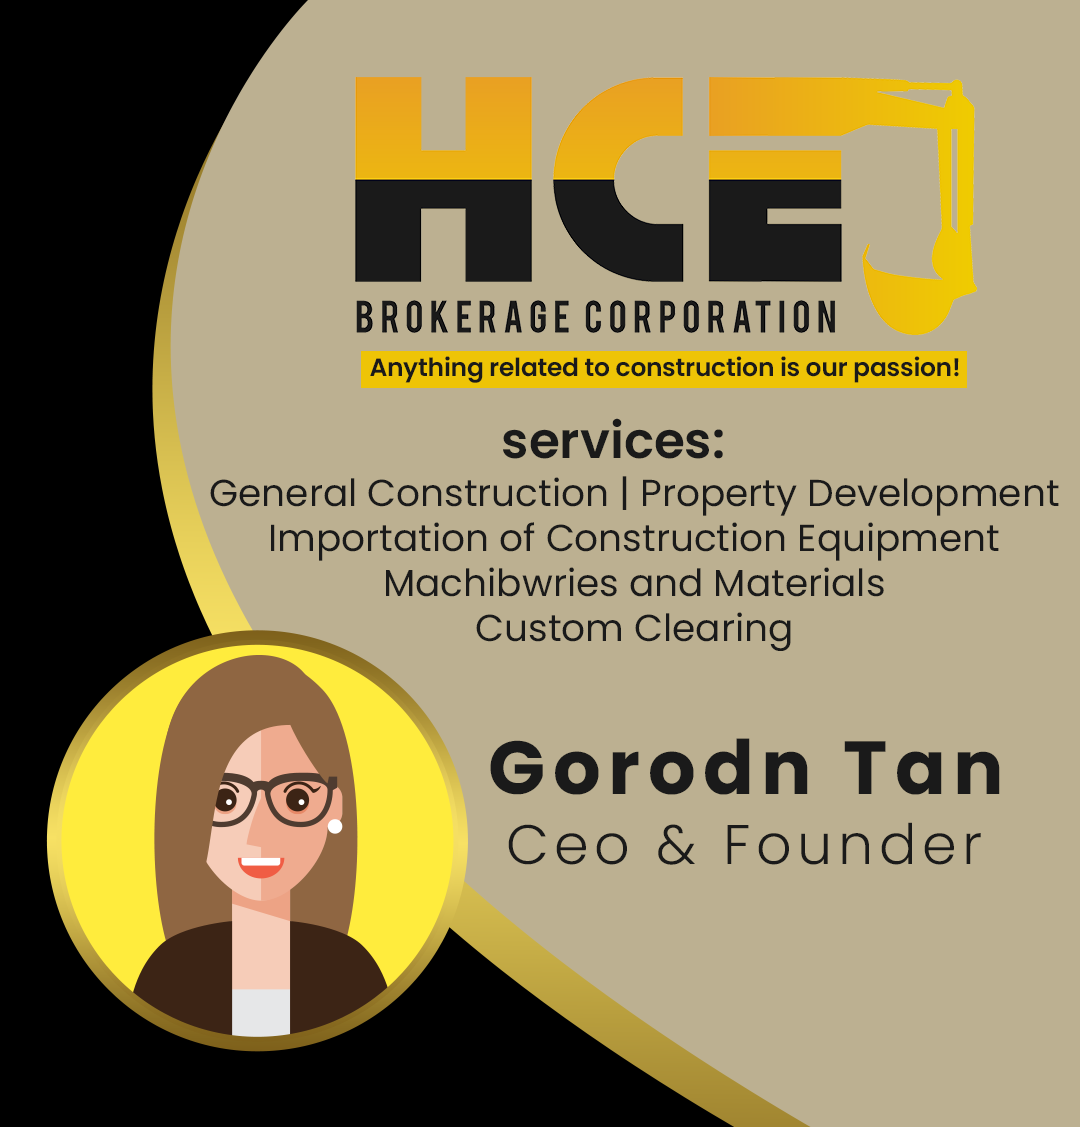 HCE
BROKERAGE CORPORATION
Anything related to construction is our passion!
services:
General Construction | Property Development
Importation of Construction Equipment
Machibwries and Materials
Custom Clearing
Gorodn Tan
Ceo & Founder